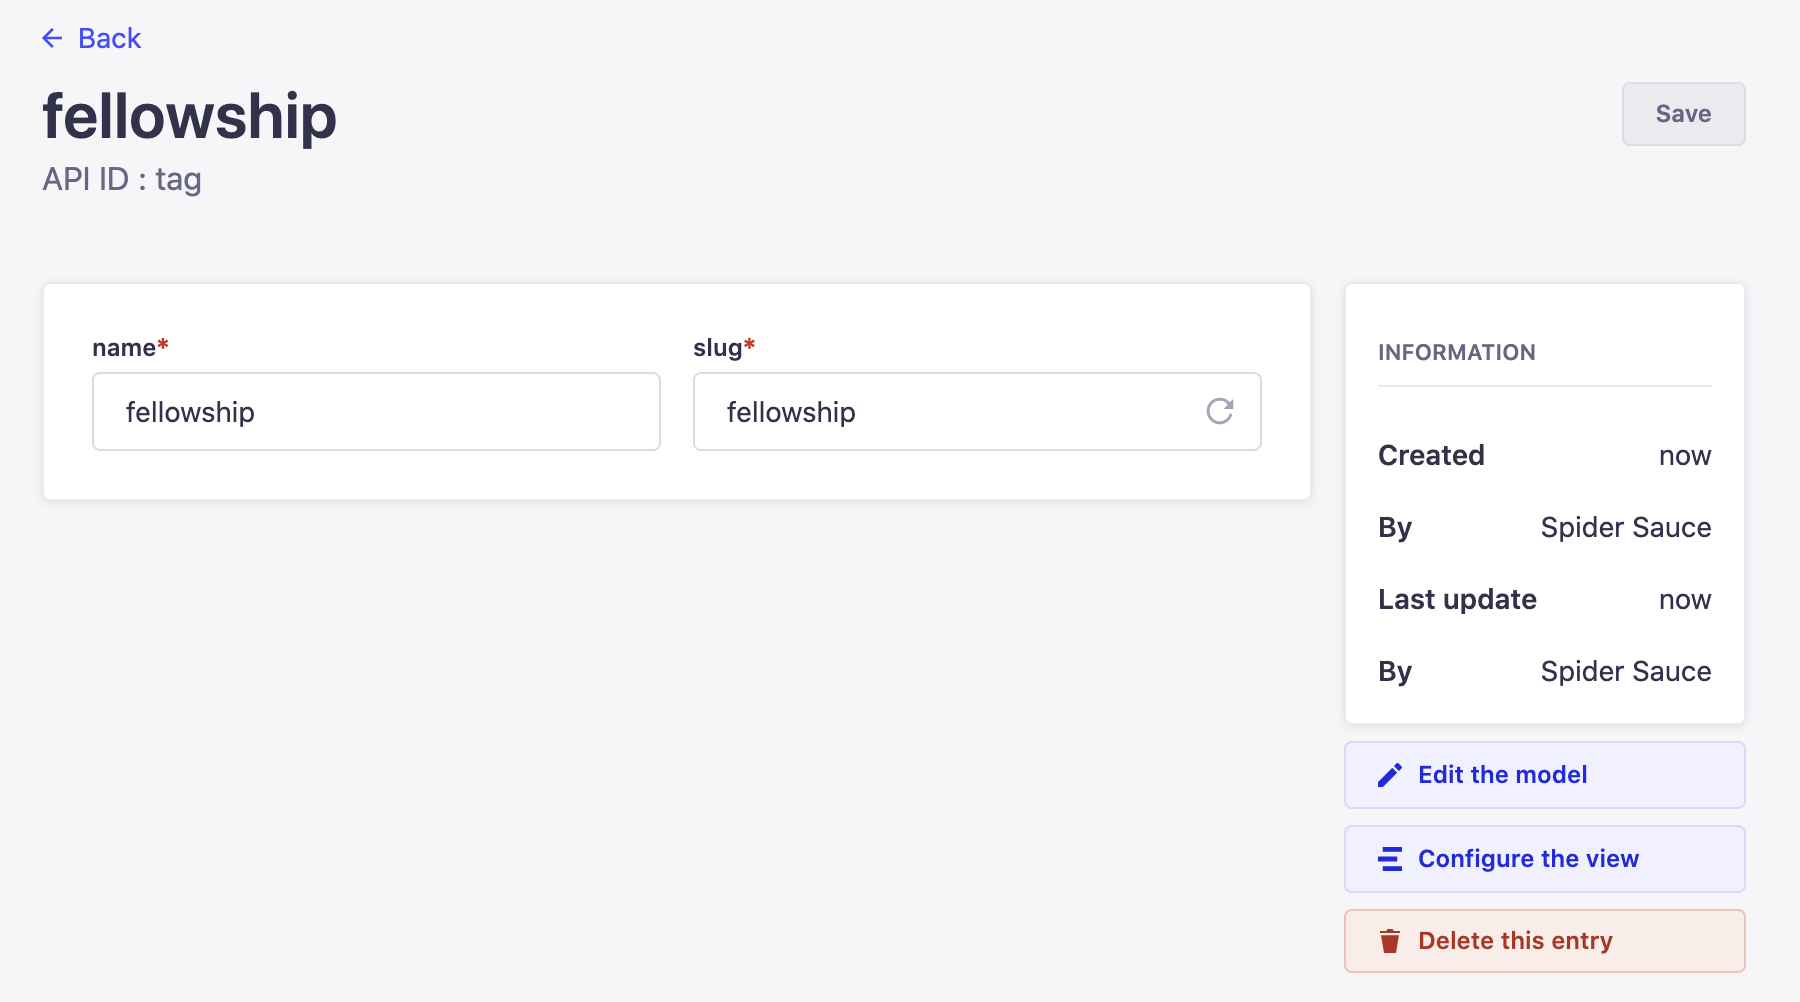 Back
fellowship
Save
API ID : tag
name*
slug*
fellowship
fellowship
INFORMATION
Created now
By Spider Sauce
Last update now
By Spider Sauce
Edit the model
Configure the view
Delete this entry